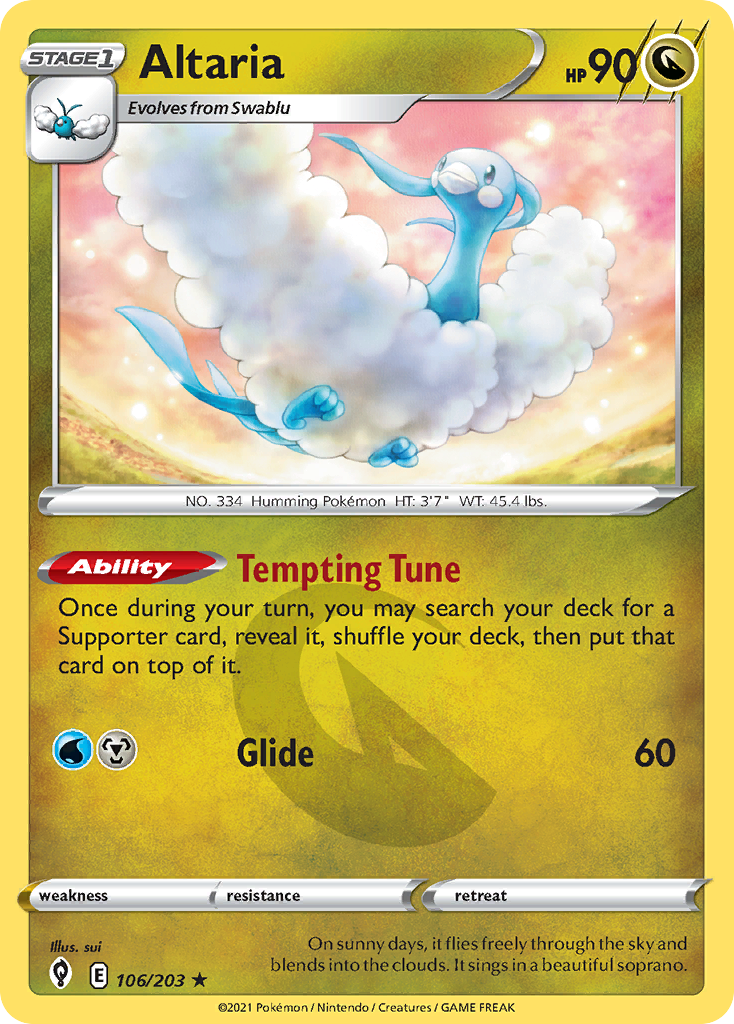 STAGE1
Altaria
HP 90
Evolves from Swablu
NO. 334 Humming Pokémon HT: 3'7" WT: 45.4 lbs.
Ability Tempting Tune
Once during your turn, you may search your deck for a
Supporter card, reveal it, shuffle your deck, then put that
card on top of it.
Glide 60
weakness resistance retreat
Illus. sui
On sunny days, it flies freely through the sky and
blends into the clouds. It sings in a beautiful soprano.
E 106/203 ★
©2021 Pokémon / Nintendo / Creatures / GAME FREAK